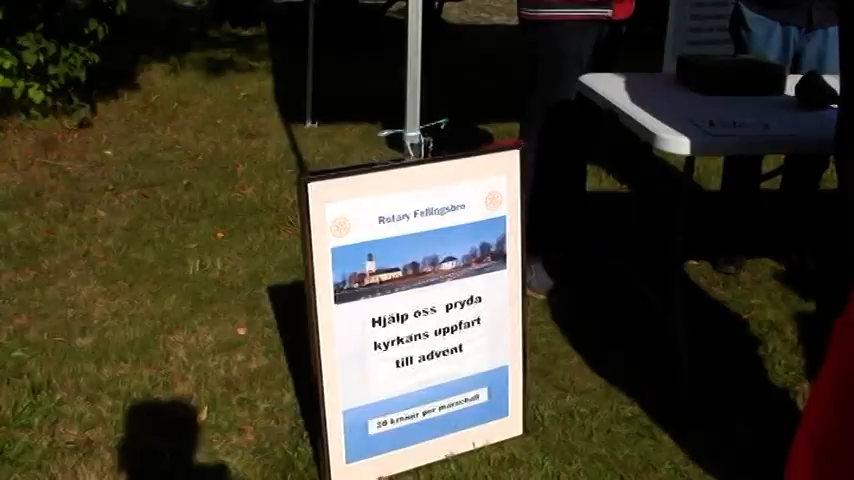 Rotary Fellingsbro
Hjälp oss pryda
kyrkans uppfart
till advent
20 kronor per marschall